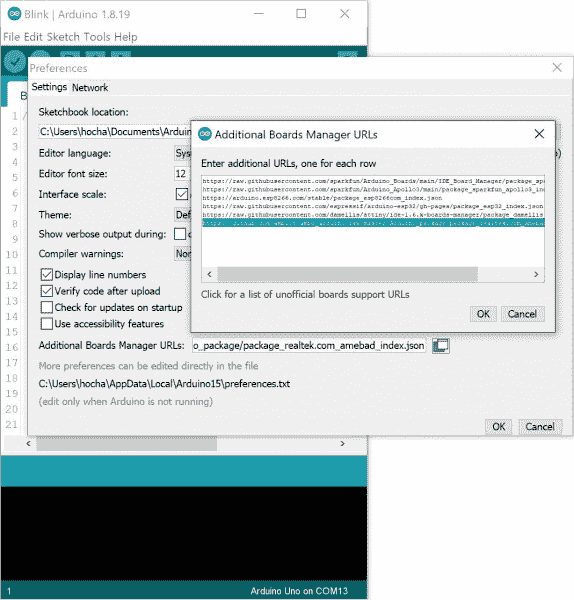 Blink | Arduino 1.8.19
File Edit Sketch Tools Help
Preferences
Settings Network
Sketchbook location:
C:\Users\hocha\Documents\Arduin
Editor language:
Editor font size: 12
Interface scale:
Theme: Def
Show verbose output during:
Compiler warnings: Non
Display line numbers
Verify code after upload
Check for updates on startup
Use accessibility features
Additional Boards Manager URLs: o_package/package_realtek.com_amebad_index.json
More preferences can be edited directly in the file
C:\Users\hocha\AppData\Local\Arduino15\preferences.txt
(edit only when Arduino is not running)
OK Cancel
Additional Boards Manager URLs
Enter additional URLs, one for each row
https://raw.githubusercontent.com/sparkfun/Arduino_Boards/main/IDE_Board_Manager/package_spa
https://raw.githubusercontent.com/sparkfun/Arduino_Apollo3/main/package_sparkfun_apollo3_ind
https://arduino.esp8266.com/stable/package_esp8266com_index.json
https://raw.githubusercontent.com/espressif/arduino-esp32/gh-pages/package_esp32_index.json
https://raw.githubusercontent.com/damellis/attiny/ide-1.6.x-boards-manager/package_damellis
Click for a list of unofficial boards support URLs
OK Cancel
1
2
3
4
5
6
7
8
9
10
11
12
13
14
15
16
17
18
19
20
21
1
Arduino Uno on COM13